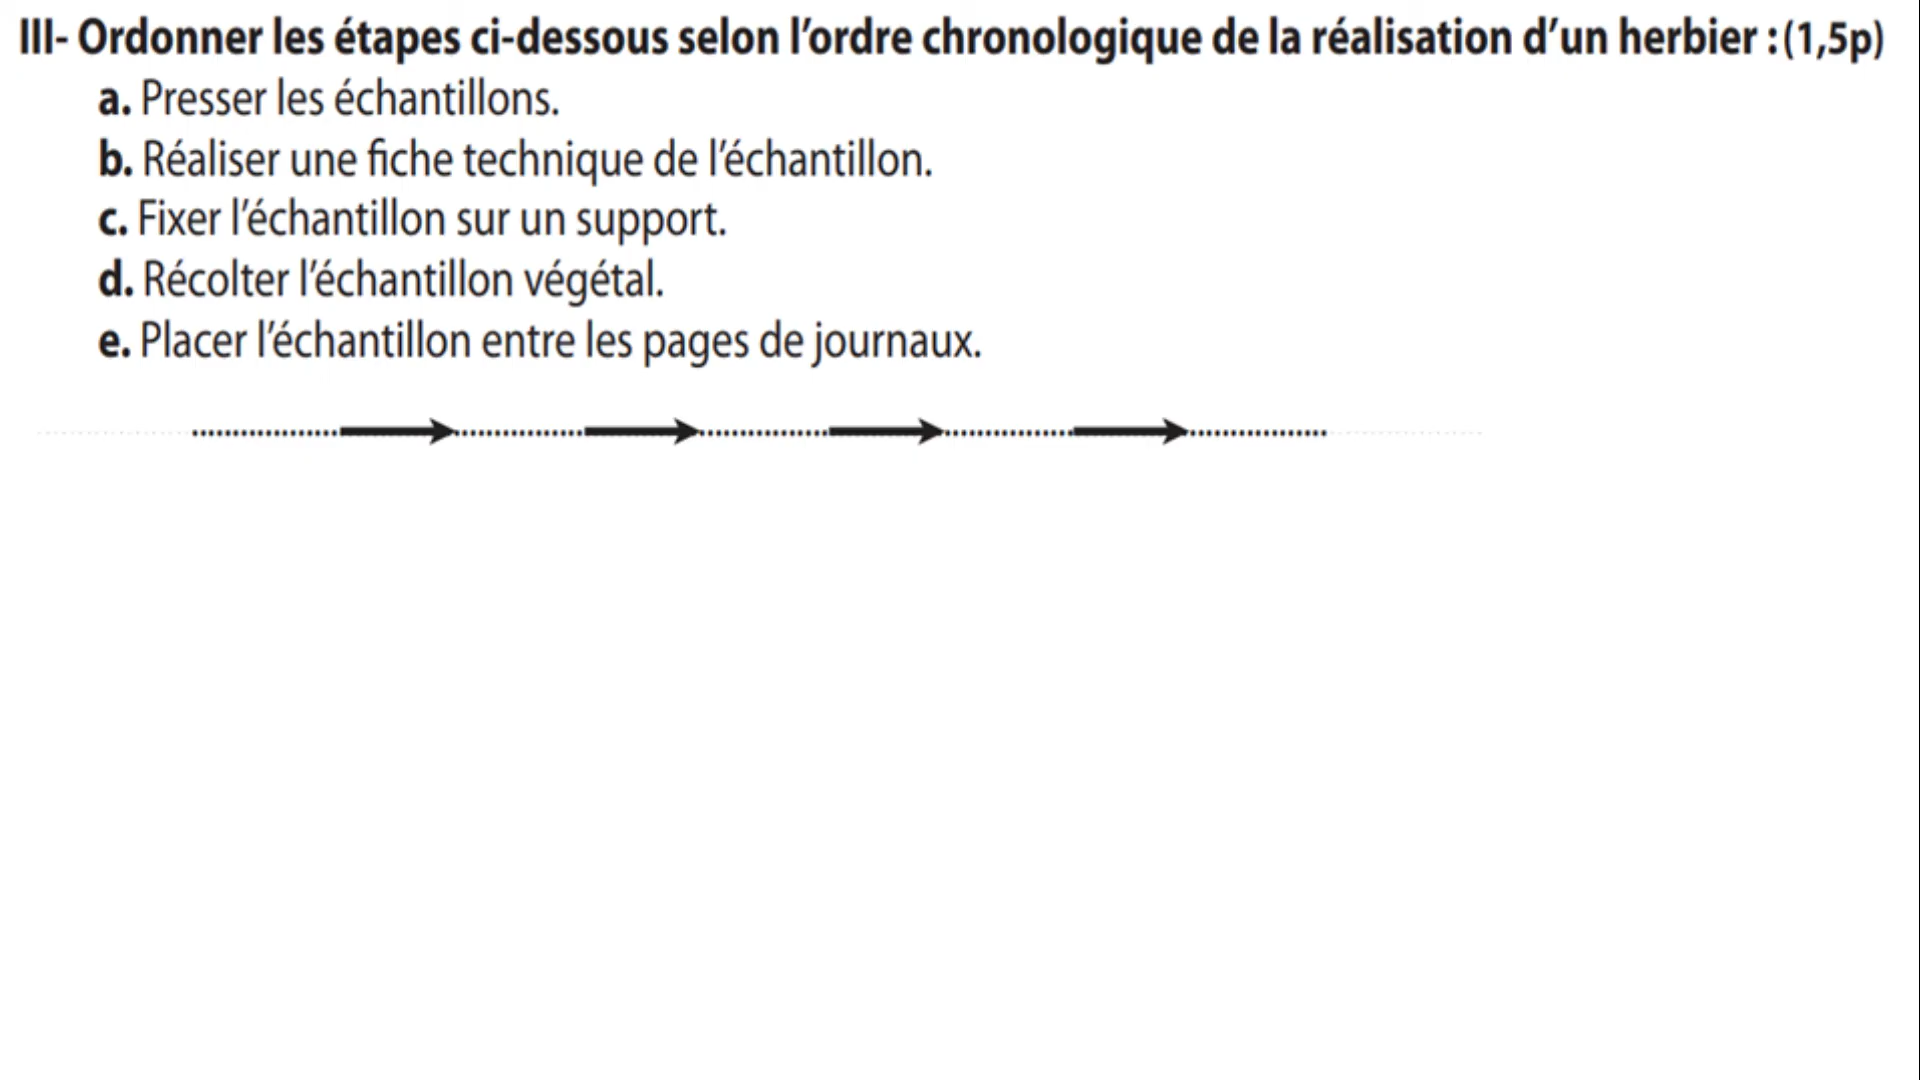 III- Ordonner les étapes ci-dessous selon l’ordre chronologique de la réalisation d’un herbier : (1,5p)
a. Presser les échantillons.
b. Réaliser une fiche technique de l’échantillon.
c. Fixer l’échantillon sur un support.
d. Récolter l’échantillon végétal.
e. Placer l’échantillon entre les pages de journaux.